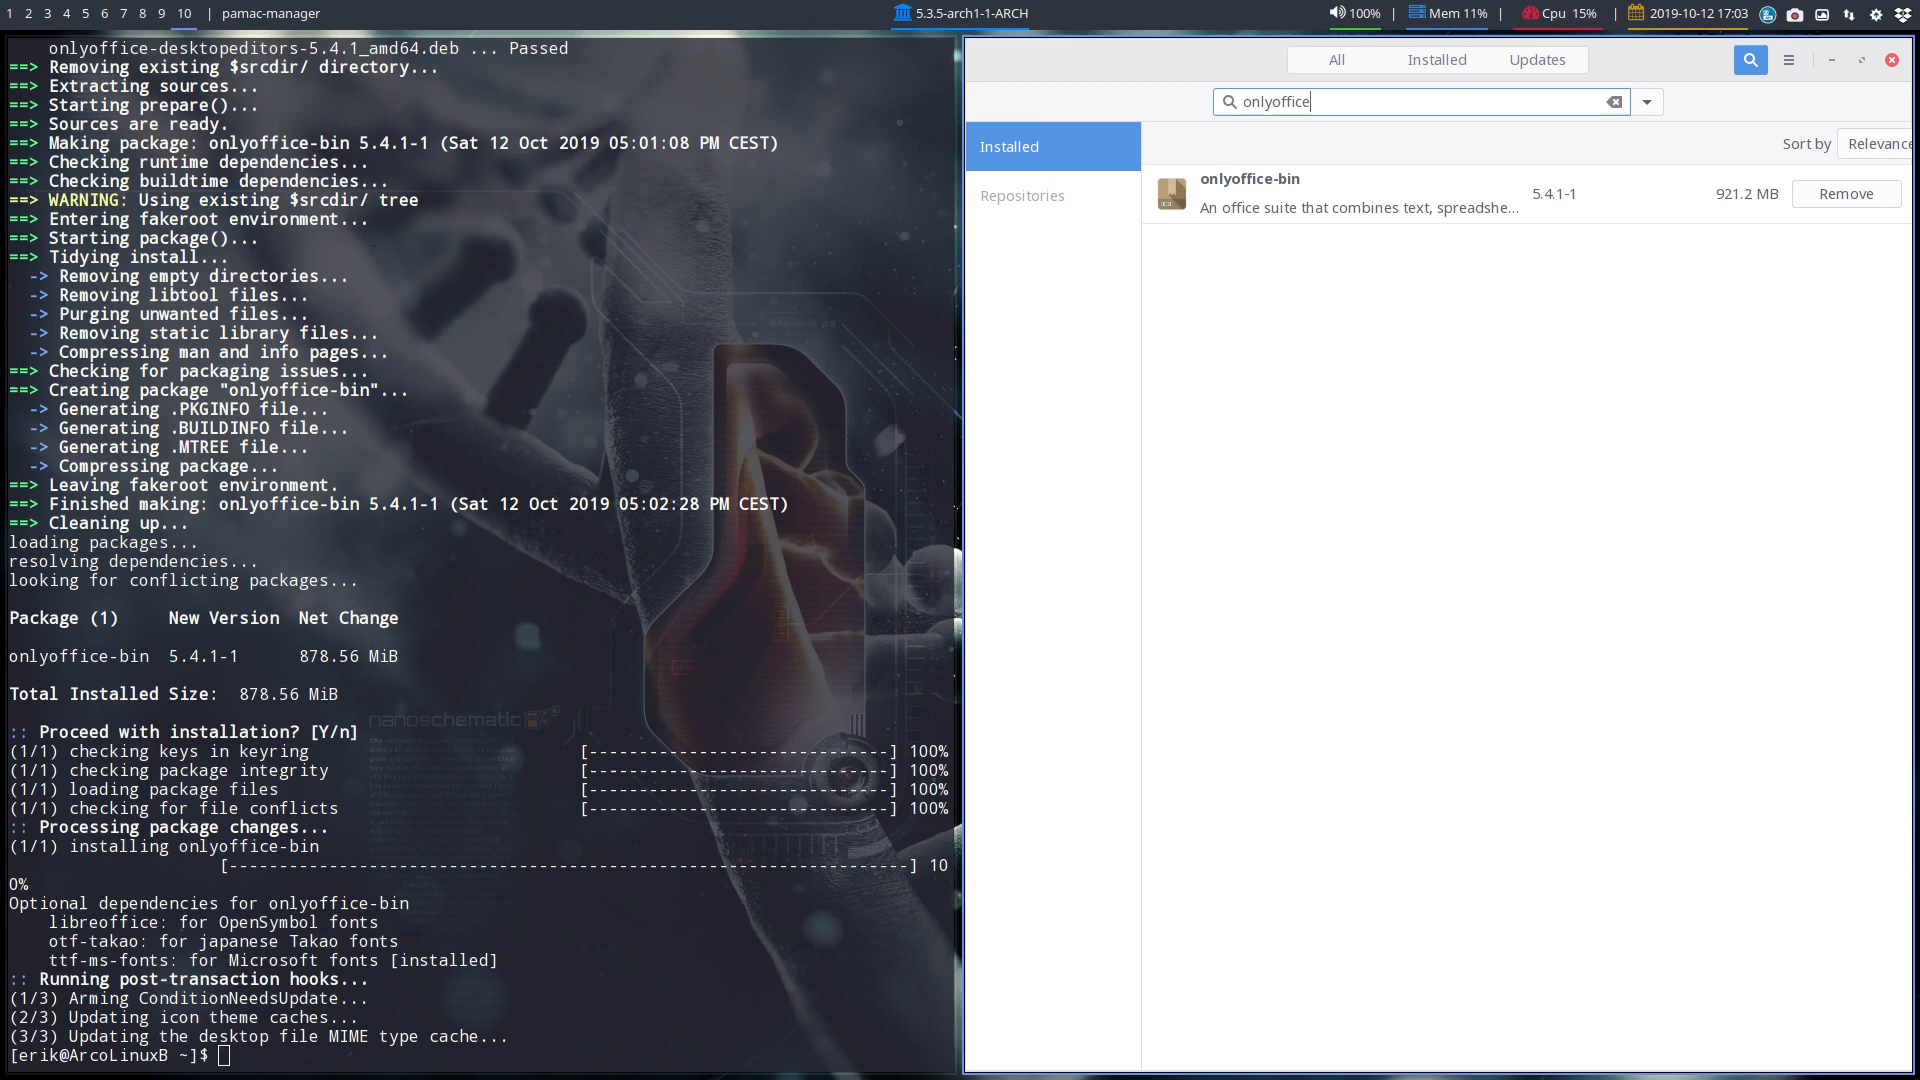 1 2 3 4 5 6 7 8 9 10 | pamac-manager
5.3.5-arch1-1-ARCH
100% | Mem 11% | Cpu 15% | 2019-10-12 17:03
onlyoffice-desktopeditors-5.4.1_amd64.deb ... Passed
==> Removing existing $srcdir/ directory...
==> Extracting sources...
==> Starting prepare()...
==> Sources are ready.
==> Making package: onlyoffice-bin 5.4.1-1 (Sat 12 Oct 2019 05:01:08 PM CEST)
==> Checking runtime dependencies...
==> Checking buildtime dependencies...
==> WARNING: Using existing $srcdir/ tree
==> Entering fakeroot environment...
==> Starting package()...
==> Tidying install...
-> Removing empty directories...
-> Removing libtool files...
-> Purging unwanted files...
-> Removing static library files...
-> Compressing man and info pages...
==> Checking for packaging issues...
==> Creating package "onlyoffice-bin"...
-> Generating .PKGINFO file...
-> Generating .BUILDINFO file...
-> Generating .MTREE file...
-> Compressing package...
==> Leaving fakeroot environment.
==> Finished making: onlyoffice-bin 5.4.1-1 (Sat 12 Oct 2019 05:02:28 PM CEST)
==> Cleaning up...
loading packages...
resolving dependencies...
looking for conflicting packages...
Package (1) New Version Net Change
onlyoffice-bin 5.4.1-1 878.56 MiB
Total Installed Size: 878.56 MiB
nanoschematic
:: Proceed with installation? [Y/n]
(1/1) checking keys in keyring [------------------------------] 100%
(1/1) checking package integrity [------------------------------] 100%
(1/1) loading package files [------------------------------] 100%
(1/1) checking for file conflicts [------------------------------] 100%
:: Processing package changes...
(1/1) installing onlyoffice-bin
[--------------------------------------------------------------------] 10
0%
Optional dependencies for onlyoffice-bin
libreoffice: for OpenSymbol fonts
otf-takao: for japanese Takao fonts
ttf-ms-fonts: for Microsoft fonts [installed]
:: Running post-transaction hooks...
(1/3) Arming ConditionNeedsUpdate...
(2/3) Updating icon theme caches...
(3/3) Updating the desktop file MIME type cache...
[erik@ArcoLinuxB ~]$
All Installed Updates
onlyoffice
Installed
Repositories
Sort by Relevance
onlyoffice-bin
An office suite that combines text, spreadshe...
5.4.1-1
921.2 MB
Remove